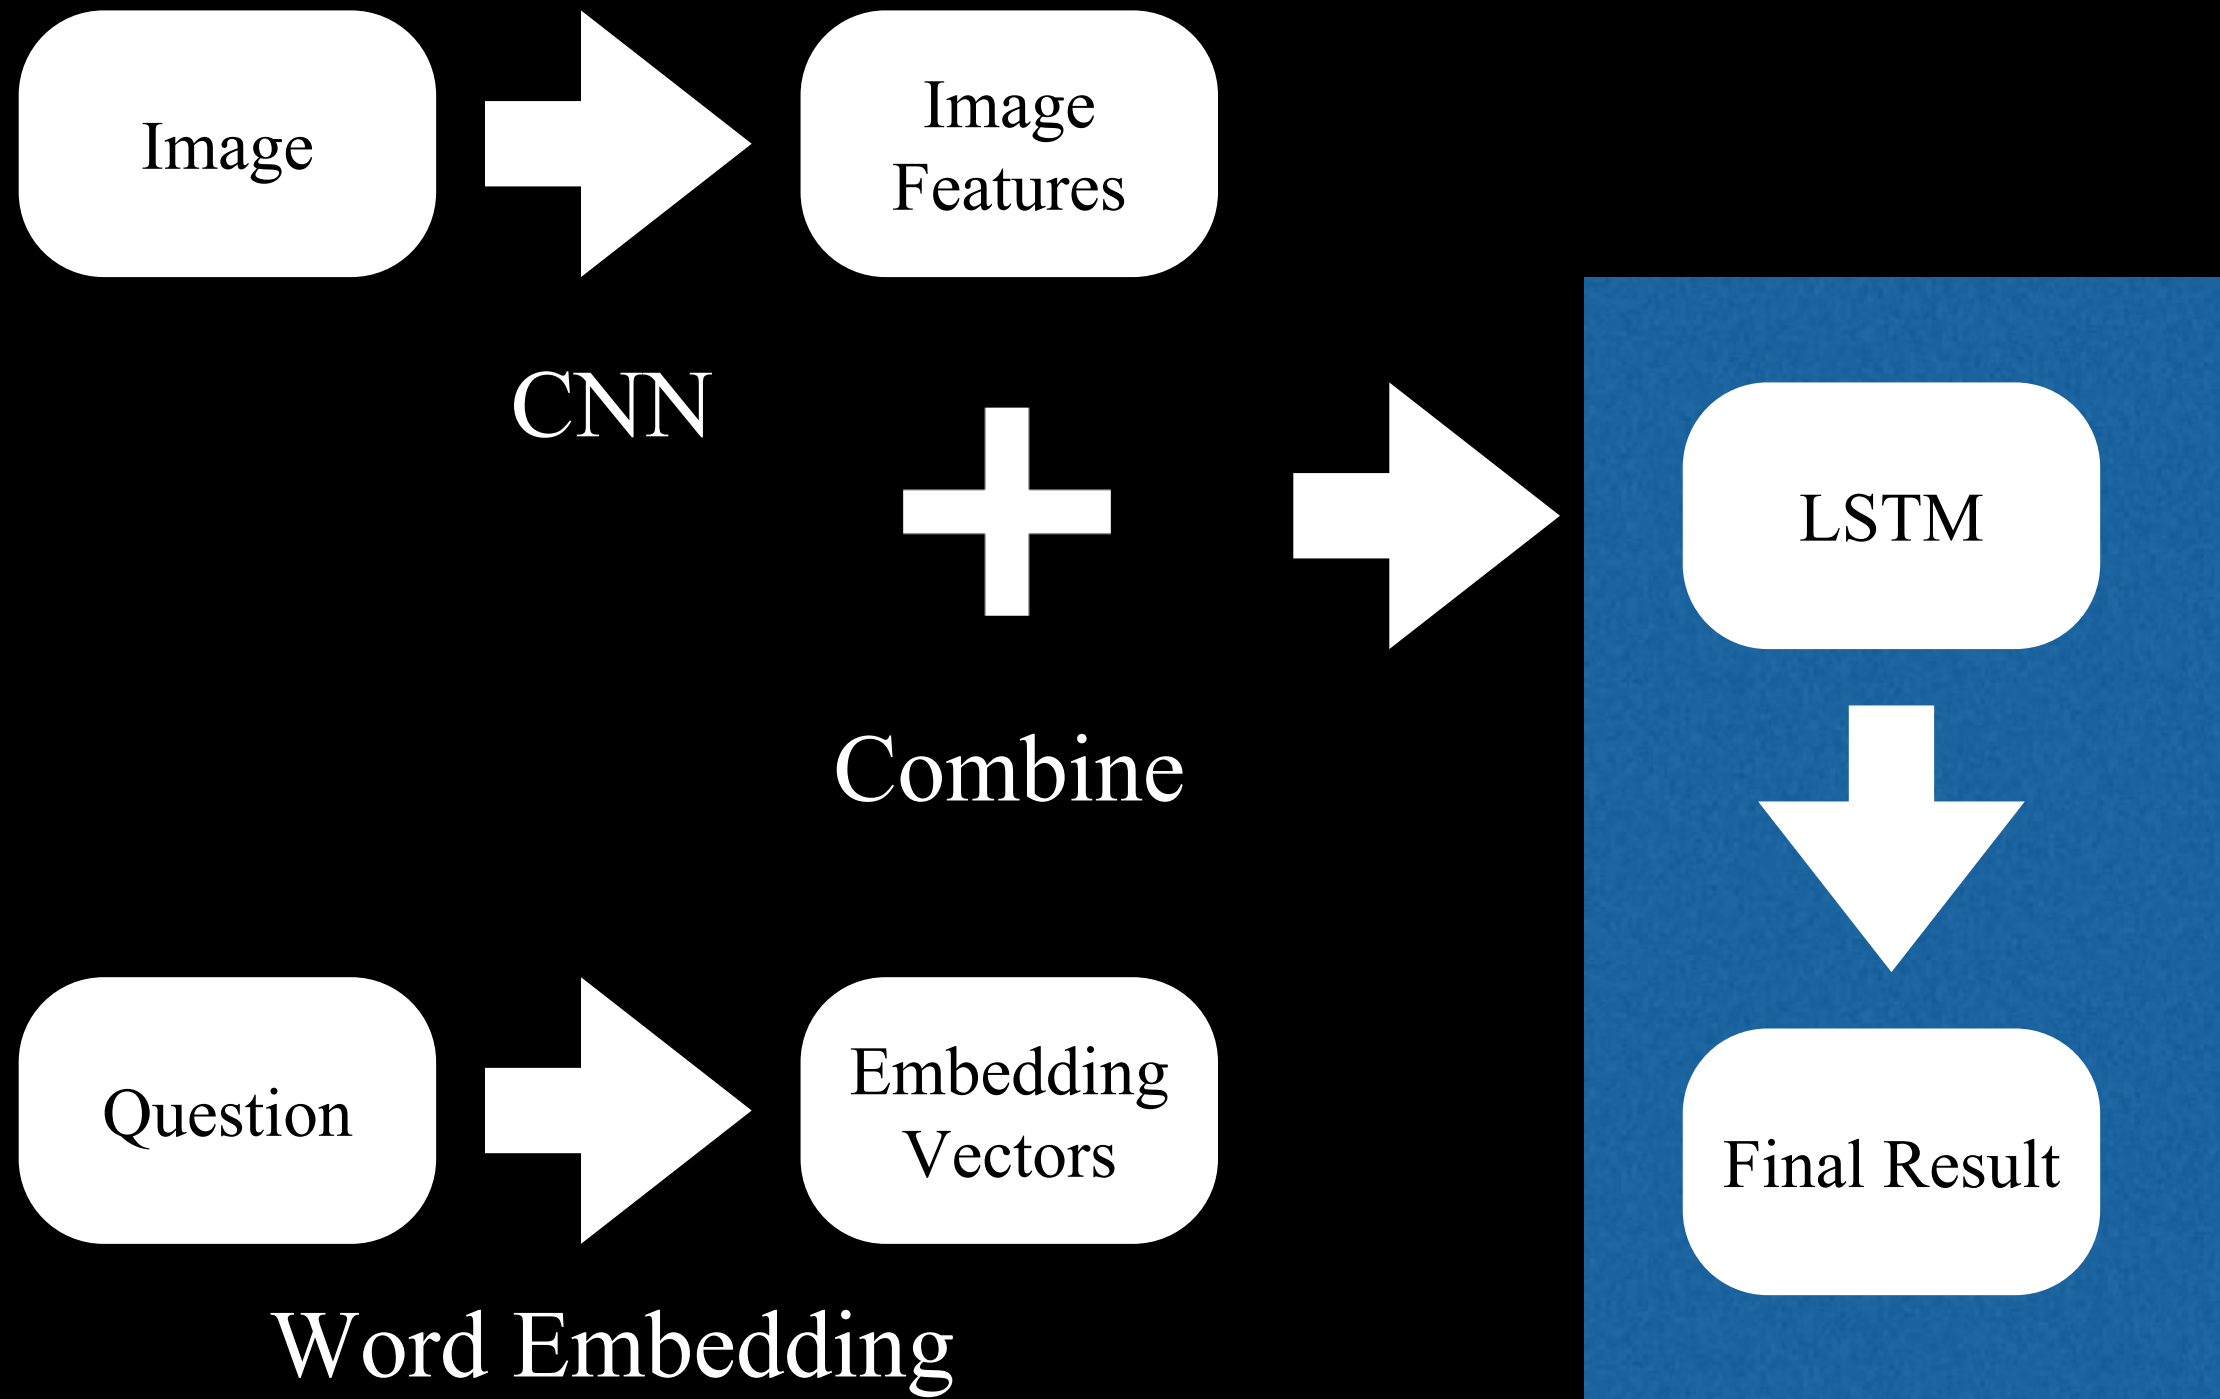 Image
Image
Features
CNN
LSTM
Combine
Question
Embedding
Vectors
Final Result
Word Embedding